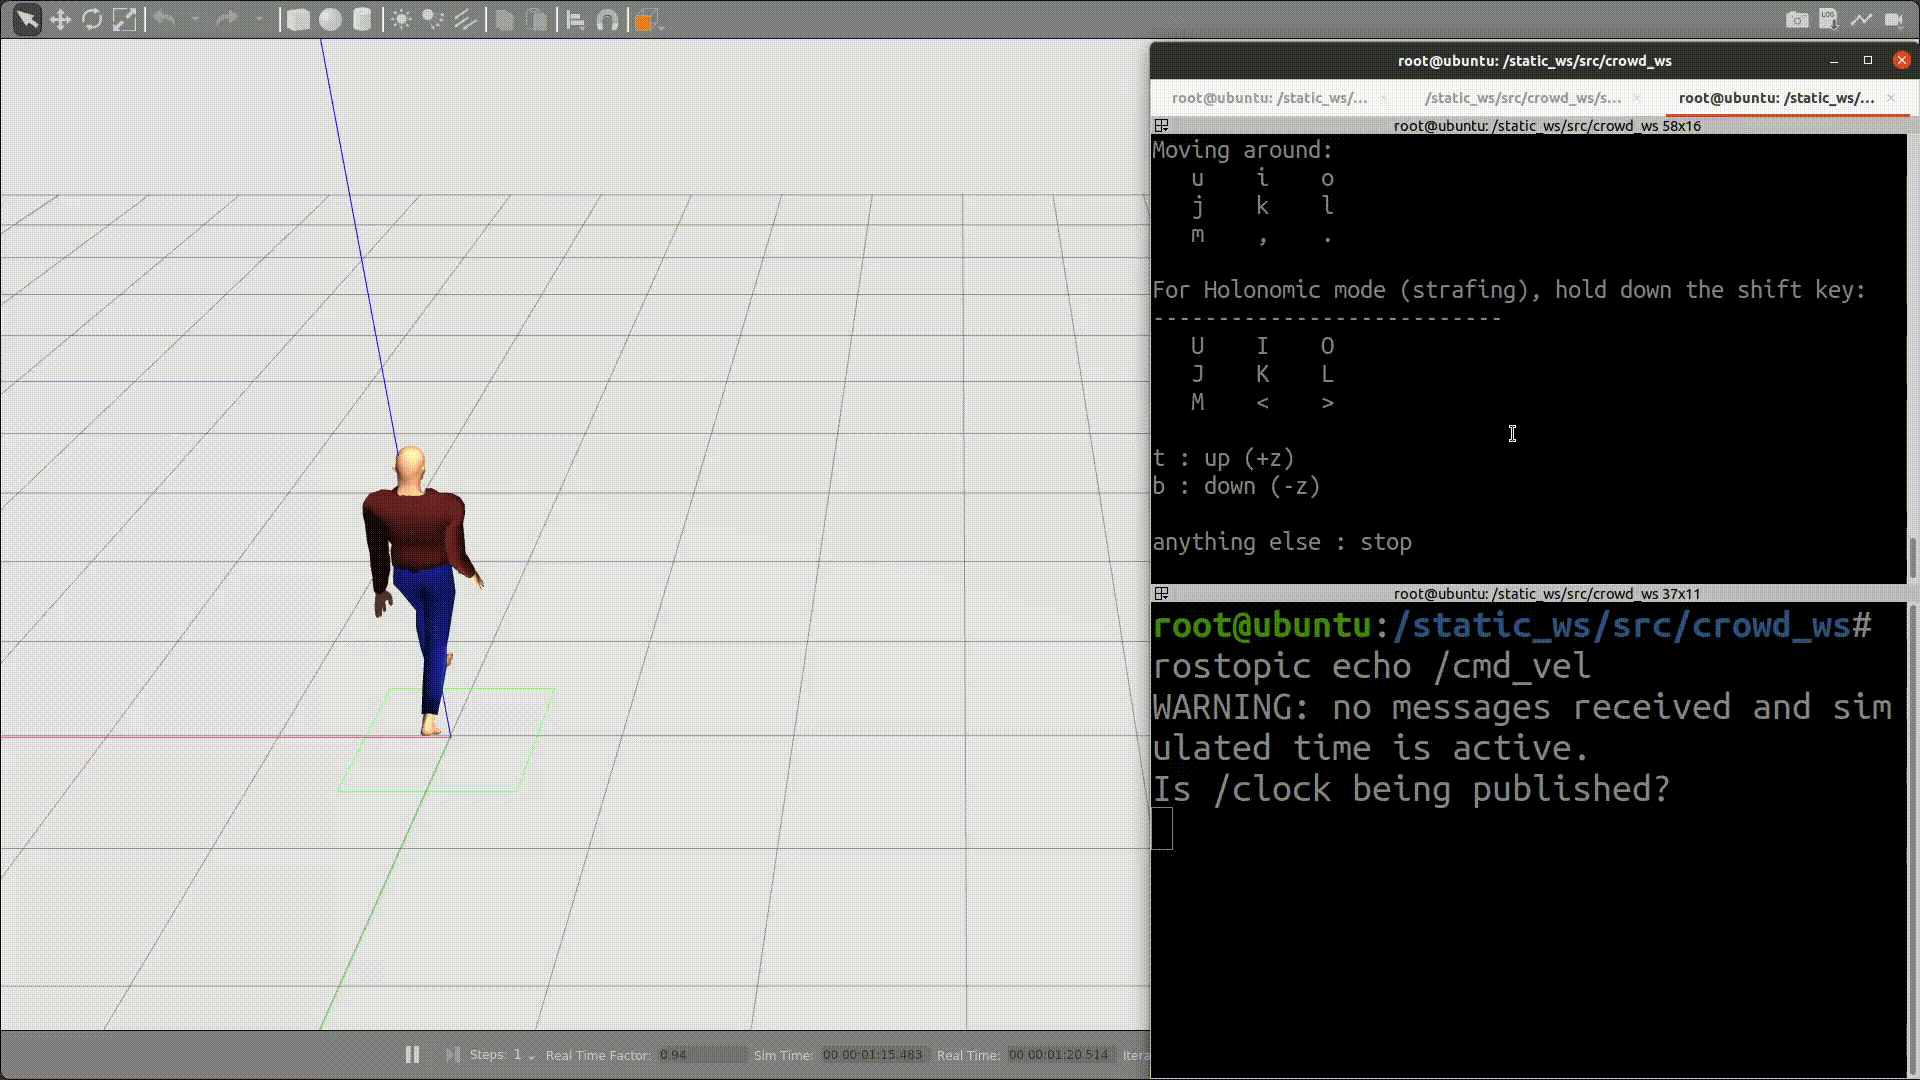 LOG
root@ubuntu: /static_ws/src/crowd_ws
root@ubuntu: /static_ws/...
/static_ws/src/crowd_ws/s...
root@ubuntu: /static_ws/...
root@ubuntu: /static_ws/src/crowd_ws 58x16
Moving around:
u i o
j k l
m , .
For Holonomic mode (strafing), hold down the shift key:
---------------------------
U I O
J K L
M < >
t : up (+z)
b : down (-z)
anything else : stop
root@ubuntu: /static_ws/src/crowd_ws 37x11
root@ubuntu:/static_ws/src/crowd_ws#
rostopic echo /cmd_vel
WARNING: no messages received and sim
ulated time is active.
Is /clock being published?
Steps: 1 Real Time Factor: 0.94 Sim Time: 00 00:01:15.483 Real Time: 00 00:01:20.514 Itera